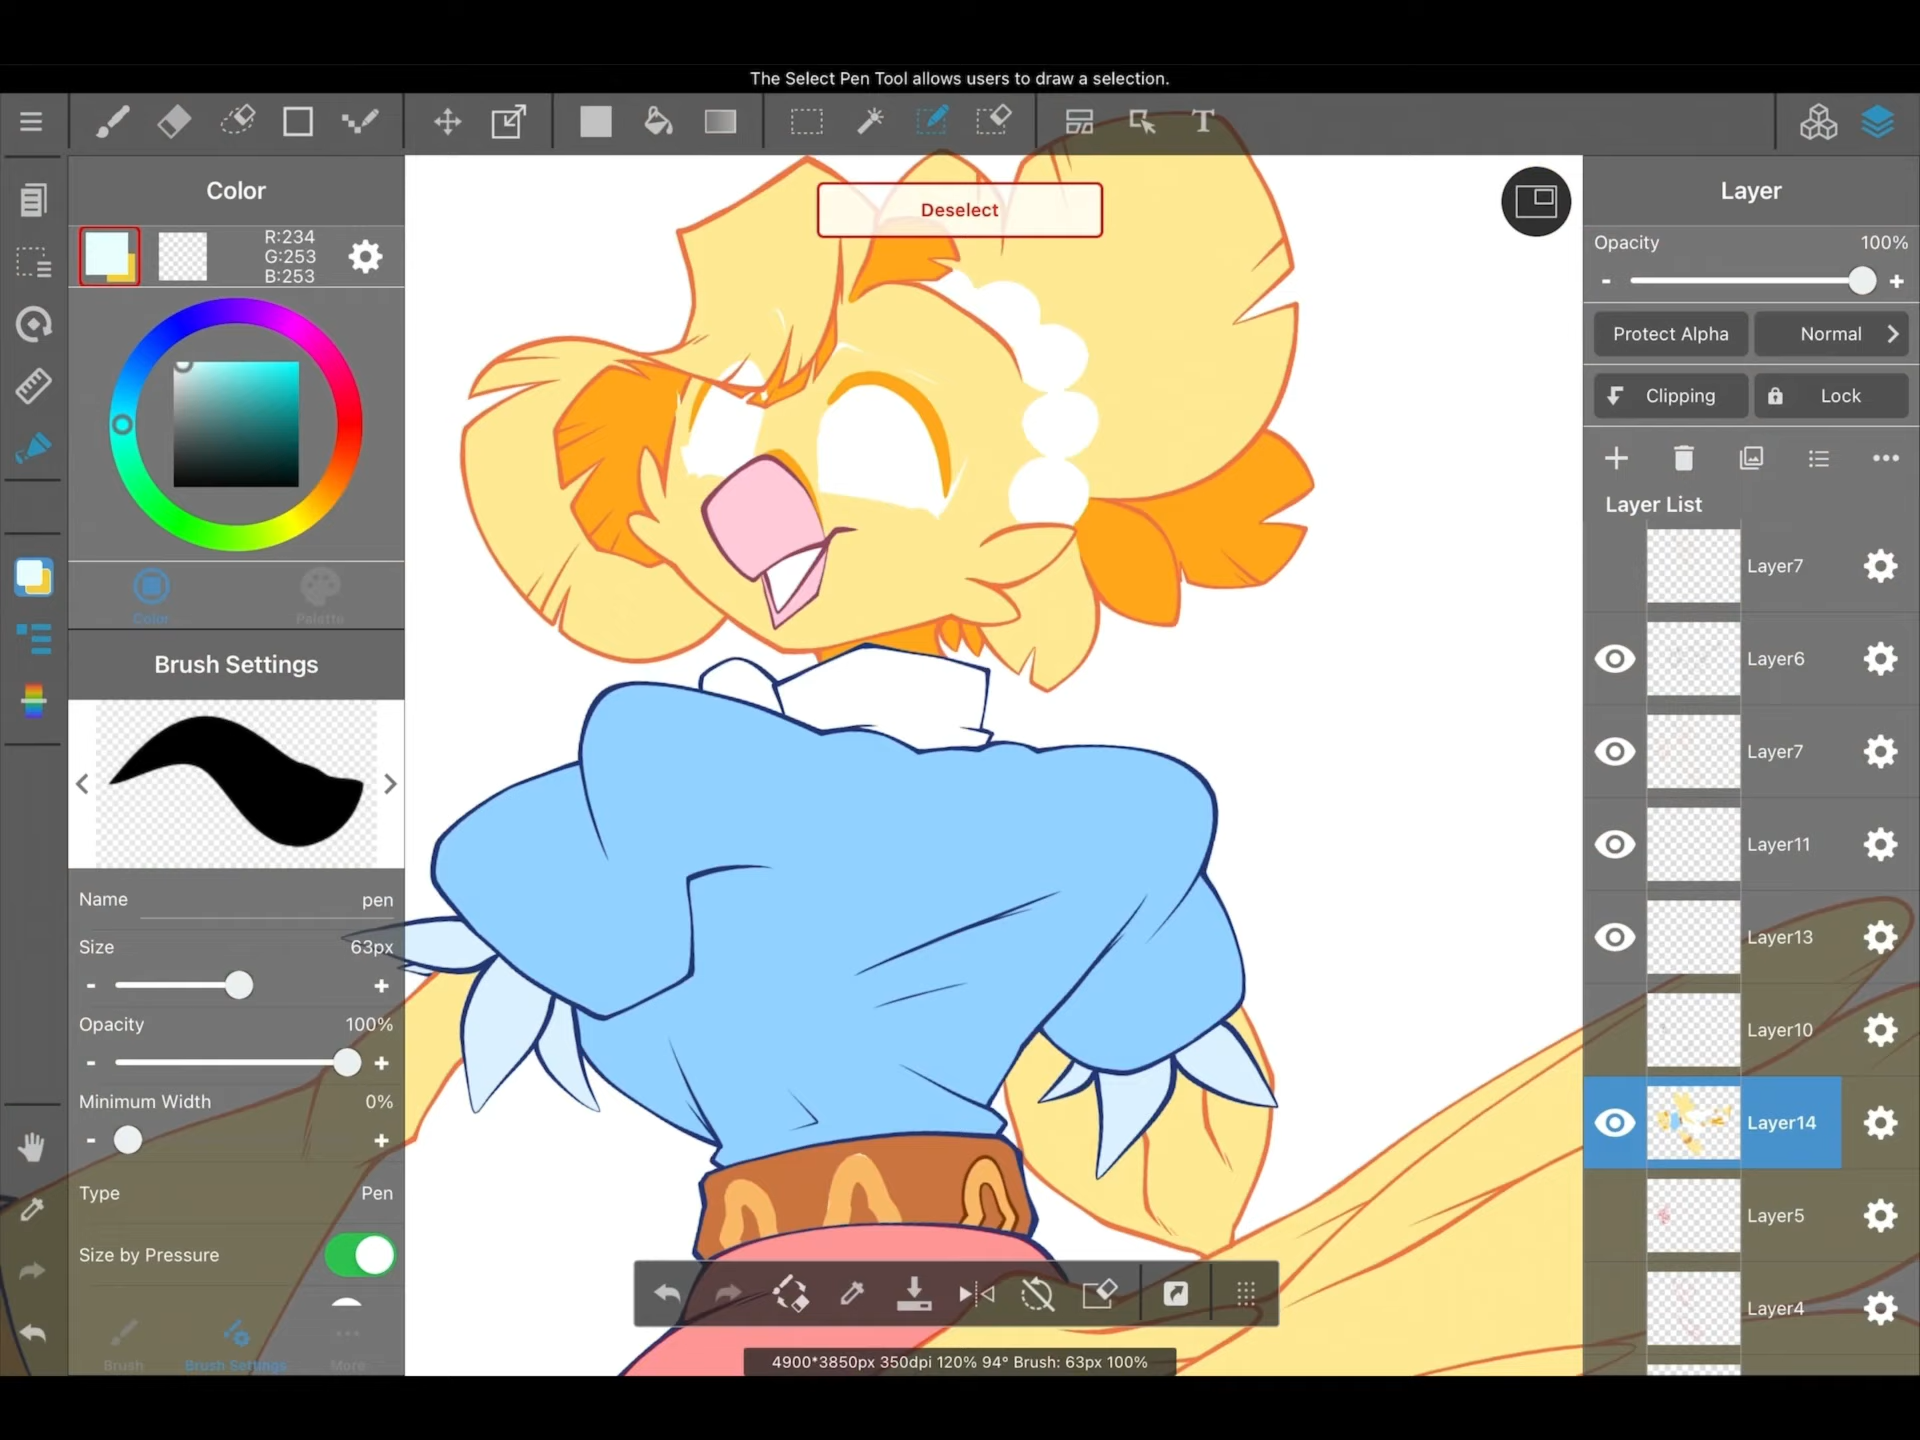 The Select Pen Tool allows users to draw a selection.
T
Color
Layer
Deselect
R:234
G:253
B:253
Opacity 100%
- +
Protect Alpha Normal
Clipping Lock
Layer List
Color Palette
Layer7
Brush Settings
Layer6
Layer7
Layer11
Name pen
Layer13
Size 63px
- +
Opacity 100%
Layer10
- +
Minimum Width 0%
Layer14
- +
Type Pen
Layer5
Size by Pressure
Layer4
Brush Brush Settings More
4900*3850px 350dpi 120% 94° Brush: 63px 100%